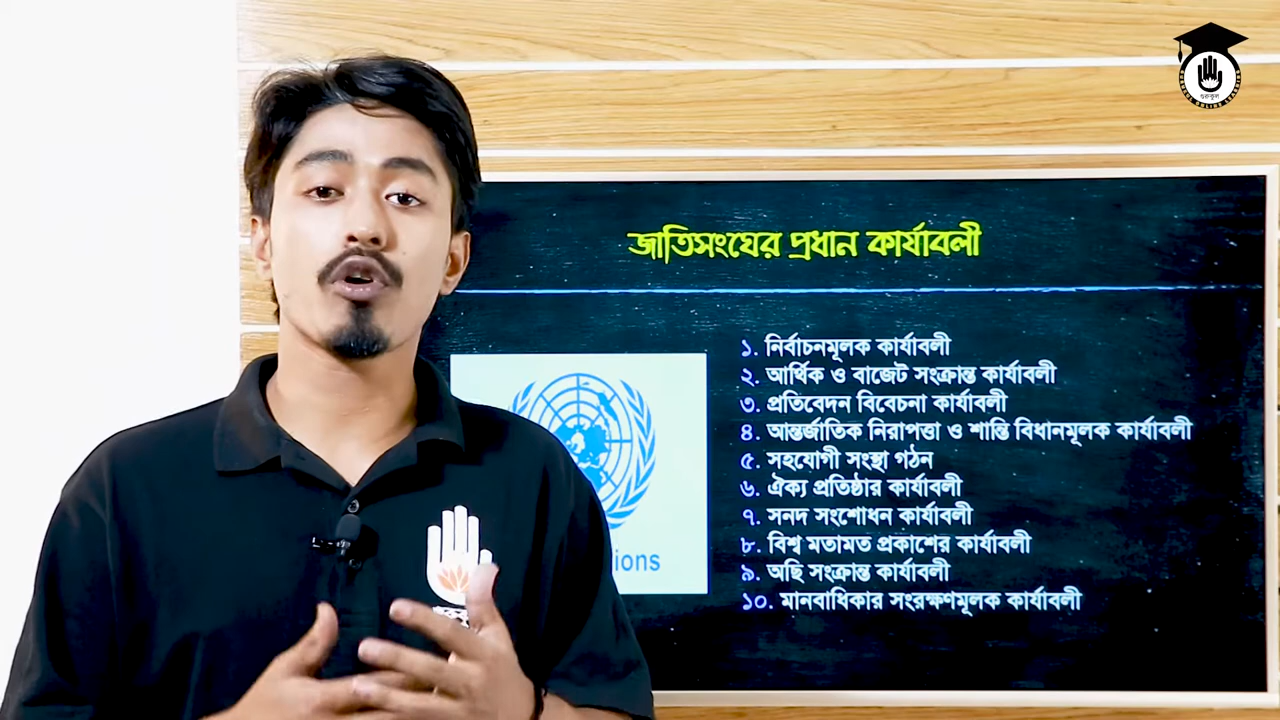 গুরুকুল
জাতিসংঘের প্রধান কার্যাবলী
১. নির্বাচনমূলক কার্যাবলী
২. আর্থিক ও বাজেট সংক্রান্ত কার্যাবলী
৩. প্রতিবেদন বিবেচনা কার্যাবলী
৪. আন্তর্জাতিক নিরাপত্তা ও শান্তি বিধানমূলক কার্যাবলী
৫. সহযোগী সংস্থা গঠন
৬. ঐক্য প্রতিষ্ঠার কার্যাবলী
৭. সনদ সংশোধন কার্যাবলী
৮. বিশ্ব মতামত প্রকাশের কার্যাবলী
৯. অছি সংক্রান্ত কার্যাবলী
১০. মানবাধিকার সংরক্ষণমূলক কার্যাবলী
ions